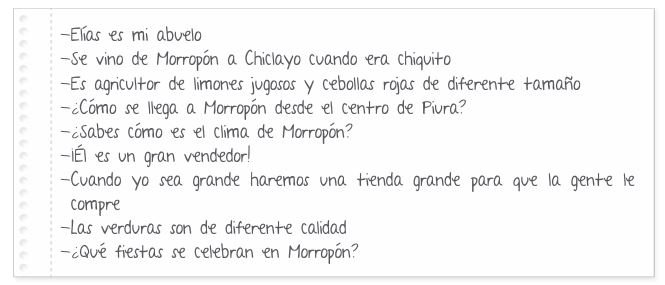 –Elías es mi abuelo
–Se vino de Morropón a Chiclayo cuando era chiquito
–Es agricultor de limones jugosos y cebollas rojas de diferente tamaño
–¿Cómo se llega a Morropón desde el centro de Piura?
–¿Sabes cómo es el clima de Morropón?
–¡Él es un gran vendedor!
–Cuando yo sea grande haremos una tienda grande para que la gente le
compre
–Las verduras son de diferente calidad
–¿Qué fiestas se celebran en Morropón?